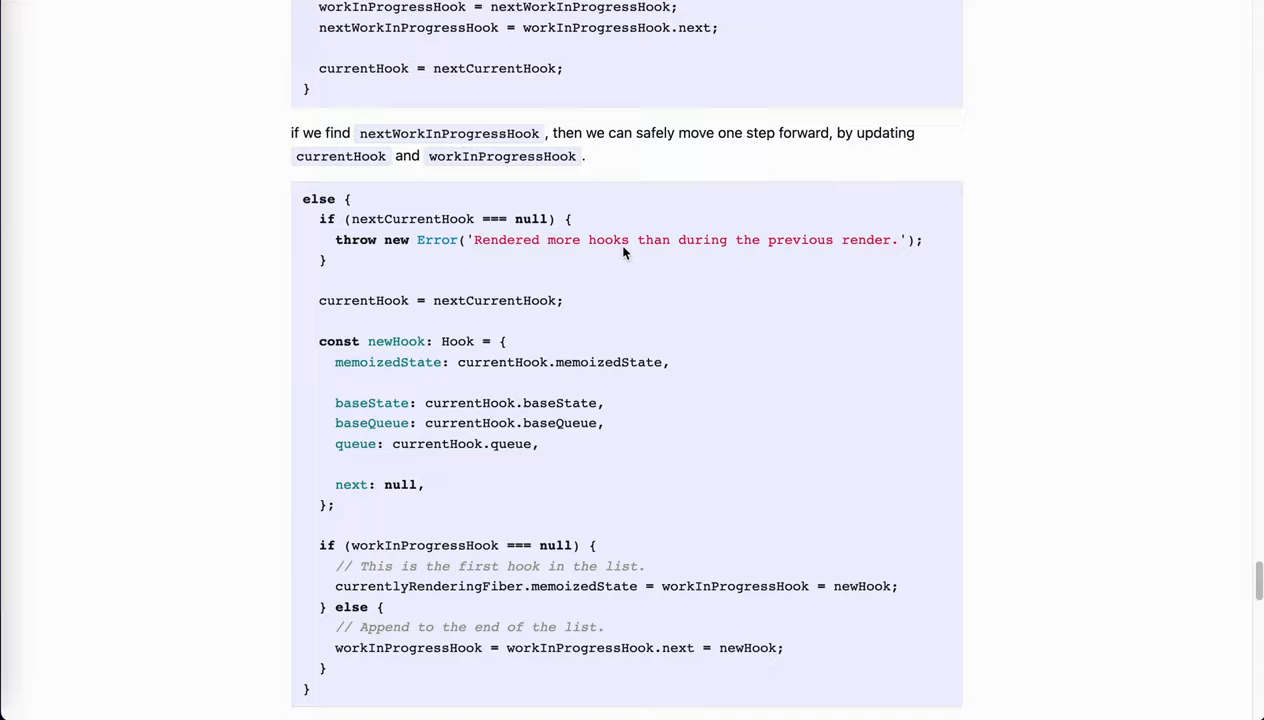 workInProgressHook = nextWorkInProgressHook;
nextWorkInProgressHook = workInProgressHook.next;
currentHook = nextCurrentHook;
}
if we find nextWorkInProgressHook , then we can safely move one step forward, by updating
currentHook and workInProgressHook .
else {
if (nextCurrentHook === null) {
throw new Error('Rendered more hooks than during the previous render.');
}
currentHook = nextCurrentHook;
const newHook: Hook = {
memoizedState: currentHook.memoizedState,
baseState: currentHook.baseState,
baseQueue: currentHook.baseQueue,
queue: currentHook.queue,
next: null,
};
if (workInProgressHook === null) {
// This is the first hook in the list.
currentlyRenderingFiber.memoizedState = workInProgressHook = newHook;
} else {
// Append to the end of the list.
workInProgressHook = workInProgressHook.next = newHook;
}
}